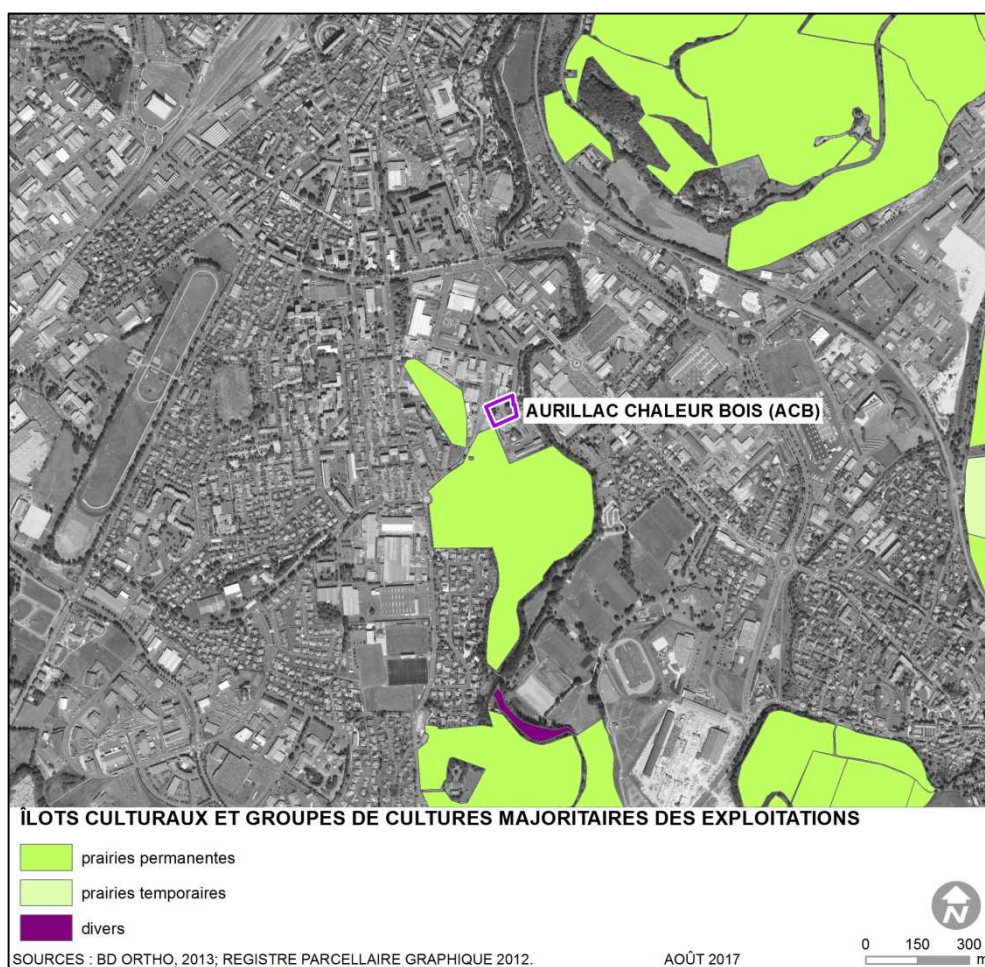 AURILLAC CHALEUR BOIS (ACB)
ÎLOTS CULTURAUX ET GROUPES DE CULTURES MAJORITAIRES DES EXPLOITATIONS
prairies permanentes
prairies temporaires
divers
N
0 150 300
m
SOURCES : BD ORTHO, 2013; REGISTRE PARCELLAIRE GRAPHIQUE 2012. AOÛT 2017